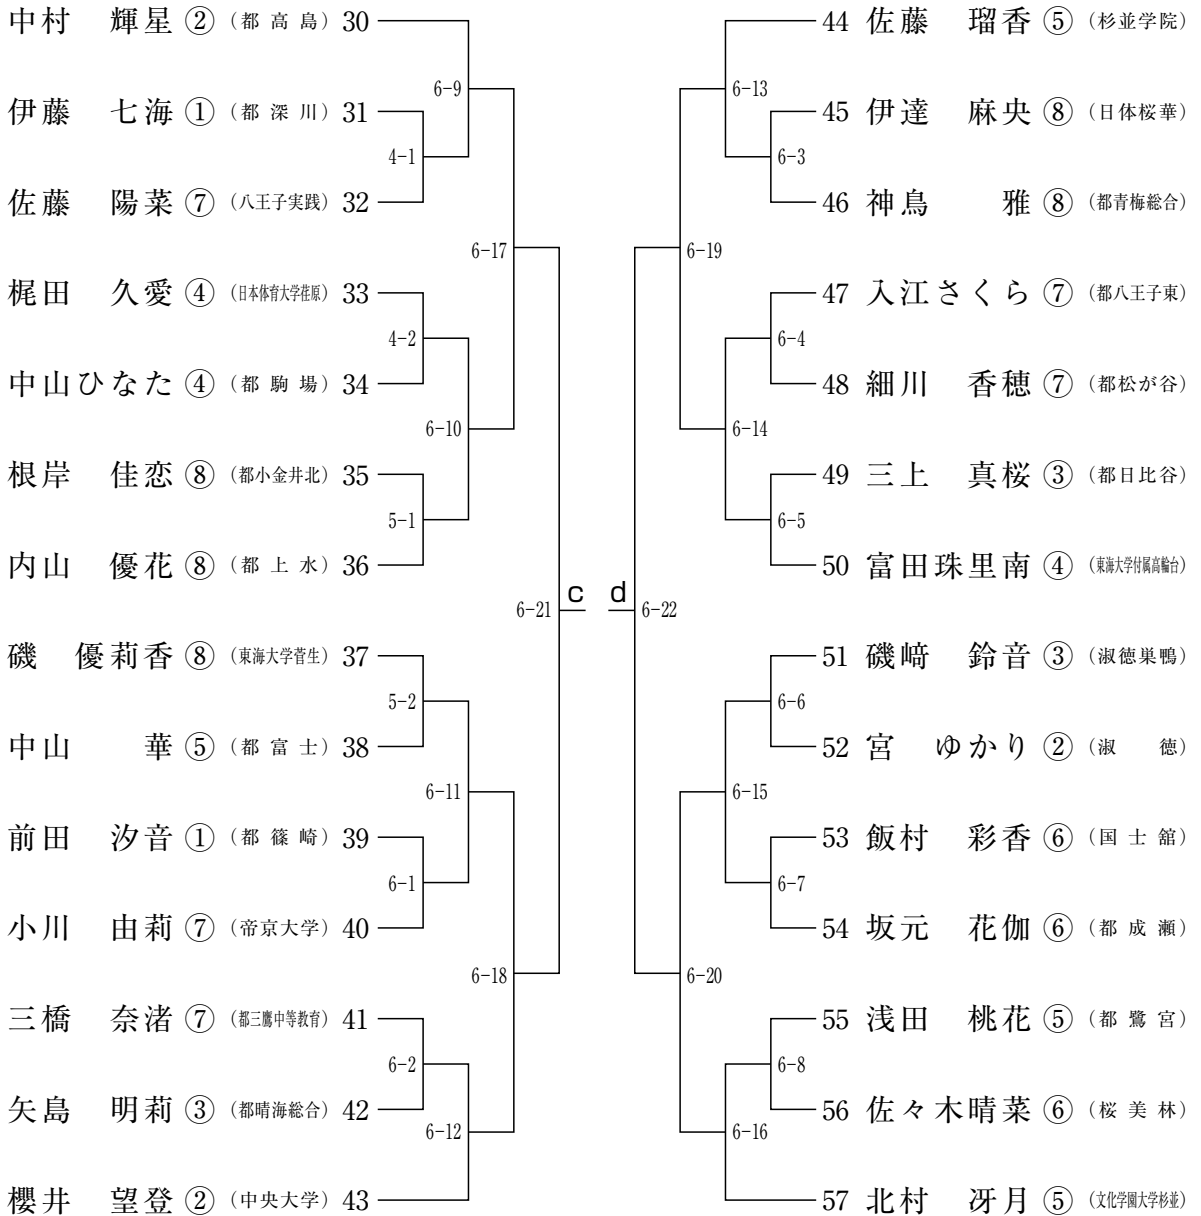 中村　輝星 ② （都 高 島） 30
6-9
伊藤　七海 ① （都 深 川） 31
4-1
佐藤　陽菜 ⑦ （八王子実践） 32
6-17
梶田　久愛 ④ （日本体育大学荏原） 33
4-2
中山ひなた ④ （都 駒 場） 34
6-10
根岸　佳恋 ⑧ （都小金井北） 35
5-1
内山　優花 ⑧ （都 上 水） 36
6-21 c
磯　優莉香 ⑧ （東海大学菅生） 37
5-2
中山　　華 ⑤ （都 富 士） 38
6-11
前田　汐音 ① （都 篠 崎） 39
6-1
小川　由莉 ⑦ （帝京大学） 40
6-18
三橋　奈渚 ⑦ （都三鷹中等教育） 41
6-2
矢島　明莉 ③ （都晴海総合） 42
6-12
櫻井　望登 ② （中央大学） 43
44 佐藤　瑠香 ⑤ （杉並学院）
6-13
45 伊達　麻央 ⑧ （日体桜華）
6-3
46 神鳥　　雅 ⑧ （都青梅総合）
6-19
47 入江さくら ⑦ （都八王子東）
6-4
48 細川　香穂 ⑦ （都松が谷）
6-14
49 三上　真桜 ③ （都日比谷）
6-5
50 富田珠里南 ④ （東海大学付属高輪台）
d 6-22
51 磯﨑　鈴音 ③ （淑徳巣鴨）
6-6
52 宮　ゆかり ② （淑　　徳）
6-15
53 飯村　彩香 ⑥ （国 士 舘）
6-7
54 坂元　花伽 ⑥ （都 成 瀬）
6-20
55 浅田　桃花 ⑤ （都 鷺 宮）
6-8
56 佐々木晴菜 ⑥ （桜 美 林）
6-16
57 北村　冴月 ⑤ （文化学園大学杉並）